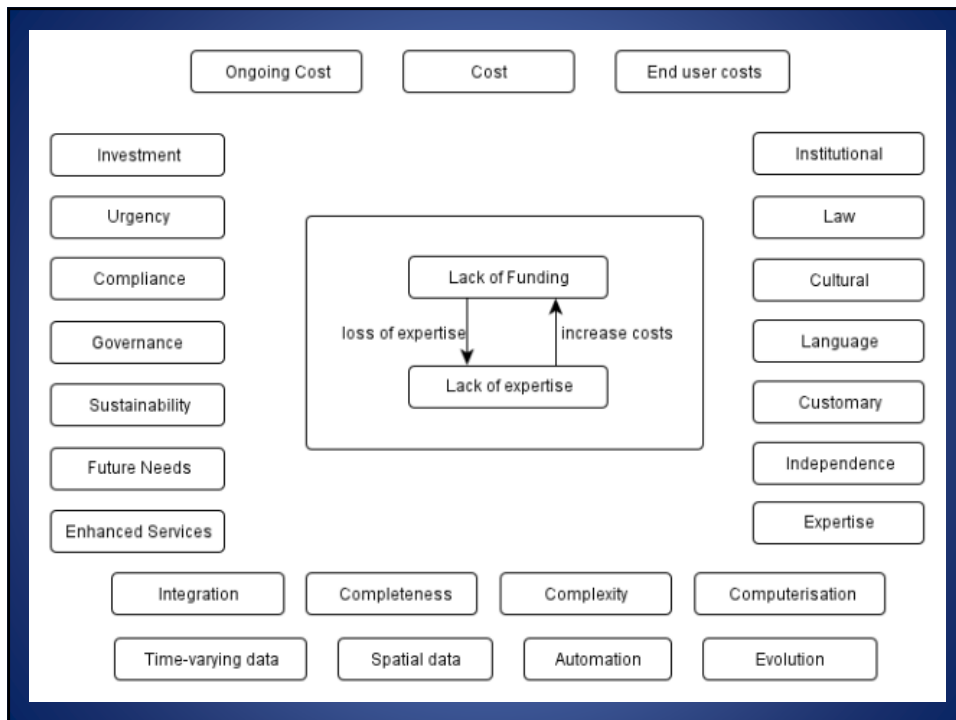 Ongoing Cost
Cost
End user costs
Investment
Urgency
Compliance
Governance
Sustainability
Future Needs
Enhanced Services
Lack of Funding
loss of expertise
increase costs
Lack of expertise
Institutional
Law
Cultural
Language
Customary
Independence
Expertise
Integration
Completeness
Complexity
Computerisation
Time-varying data
Spatial data
Automation
Evolution